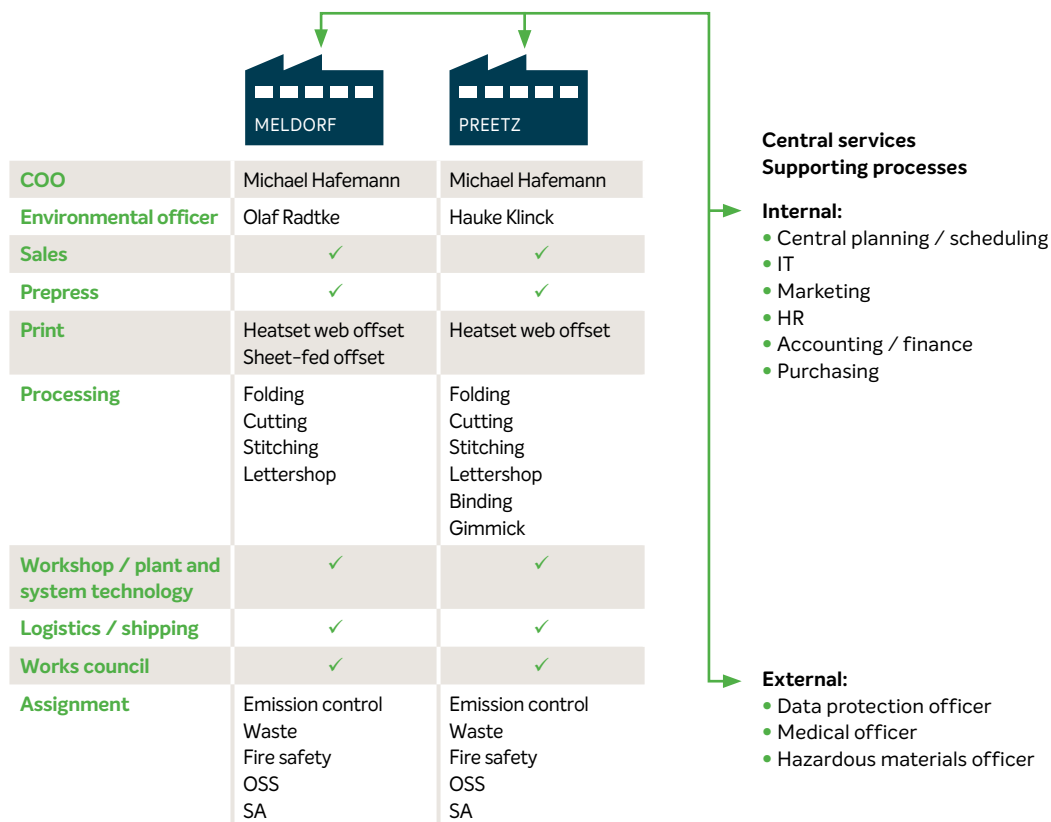 MELDORF
PREETZ
COO
Michael Hafemann
Michael Hafemann
Environmental officer
Olaf Radtke
Hauke Klinck
Sales
✓
✓
Prepress
✓
✓
Print
Heatset web offset
Sheet-fed offset
Heatset web offset
Processing
Folding
Cutting
Stitching
Lettershop
Folding
Cutting
Stitching
Lettershop
Binding
Gimmick
Workshop / plant and
system technology
✓
✓
Logistics / shipping
✓
✓
Works council
✓
✓
Assignment
Emission control
Waste
Fire safety
OSS
SA
Emission control
Waste
Fire safety
OSS
SA
Central services
Supporting processes
Internal:
• Central planning / scheduling
• IT
• Marketing
• HR
• Accounting / finance
• Purchasing
External:
• Data protection officer
• Medical officer
• Hazardous materials officer